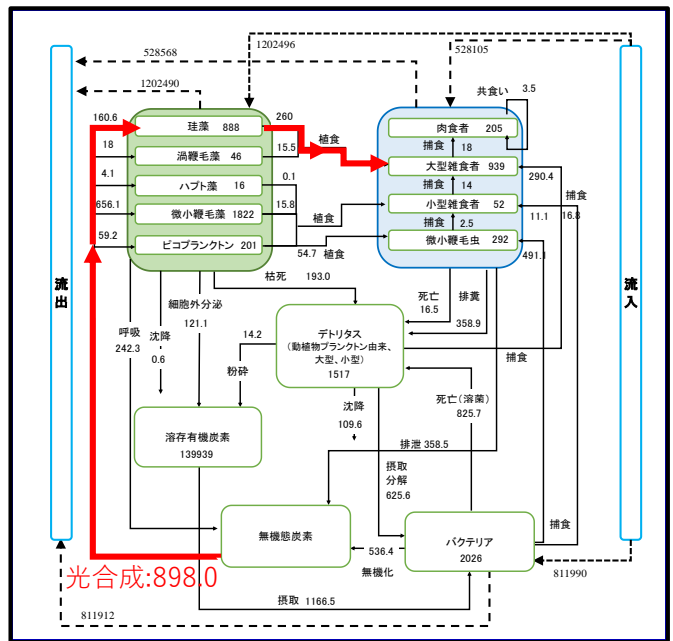 528568
1202496
528105
1202490
共食い 3.5
160.6
珪藻 888
260
植食
肉食者 205
捕食 18
18
渦鞭毛藻 46
15.5
大型雑食者 939
290.4
捕食
4.1
ハプト藻 16
0.1
捕食 14
656.1
微小鞭毛藻 1822
15.8
植食
小型雑食者 52
11.1
16.8
捕食 2.5
59.2
ピコプランクトン 201
54.7
植食
微小鞭毛虫 292
491.1
枯死
193.0
流出
流入
呼吸
242.3
沈降
0.6
細胞外分泌
121.1
14.2
粉砕
デトリタス
(動植物プランクトン由来、
大型、小型)
1517
死亡
16.5
排糞
358.9
捕食
沈降
109.6
死亡(溶菌)
825.7
溶存有機炭素
139939
排泄 358.5
摂取
分解
625.6
無機態炭素
536.4
無機化
バクテリア
2026
捕食
光合成:898.0
摂取 1166.5
811990
811912